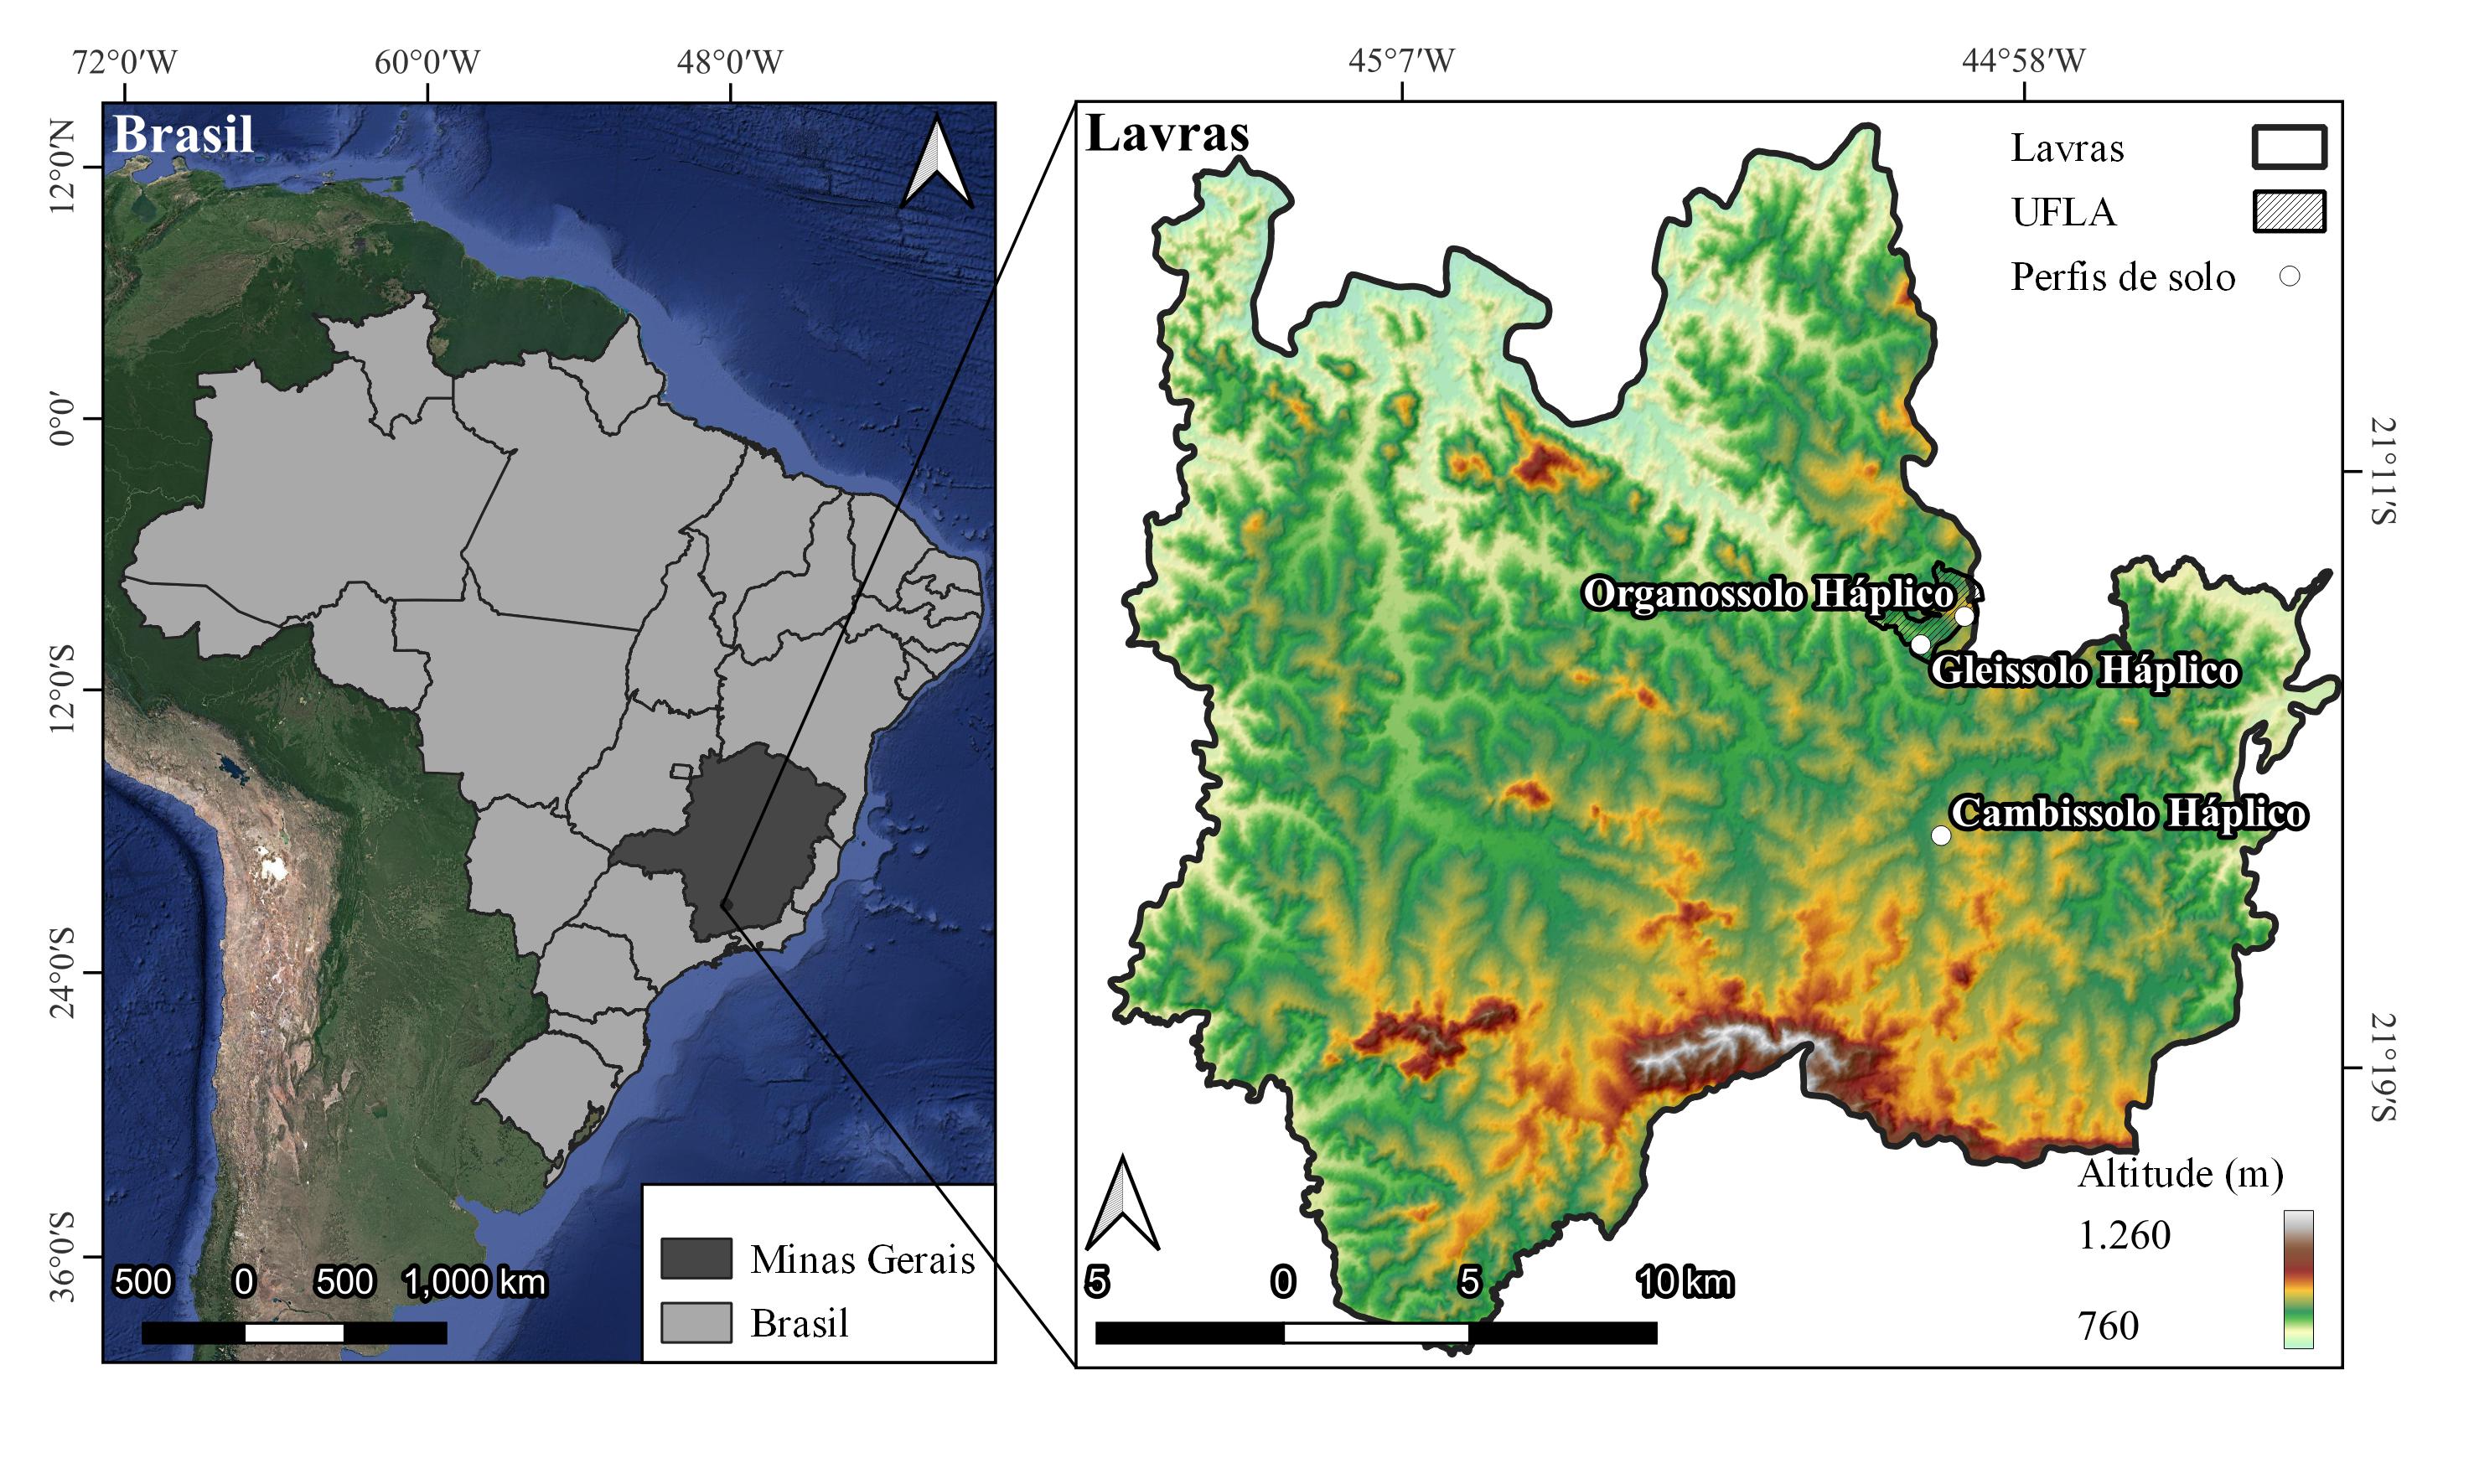 72°0′W 60°0′W 48°0′W
12°0′N
0°0′
12°0′S
24°0′S
36°0′S
Brasil
500 0 500 1,000 km
Minas Gerais
Brasil
45°7′W 44°58′W
Lavras
Lavras
UFLA
Perfis de solo
21°11′S
21°19′S
Organossolo Háplico
Gleissolo Háplico
Cambissolo Háplico
Altitude (m)
1.260
760
5 0 5 10 km